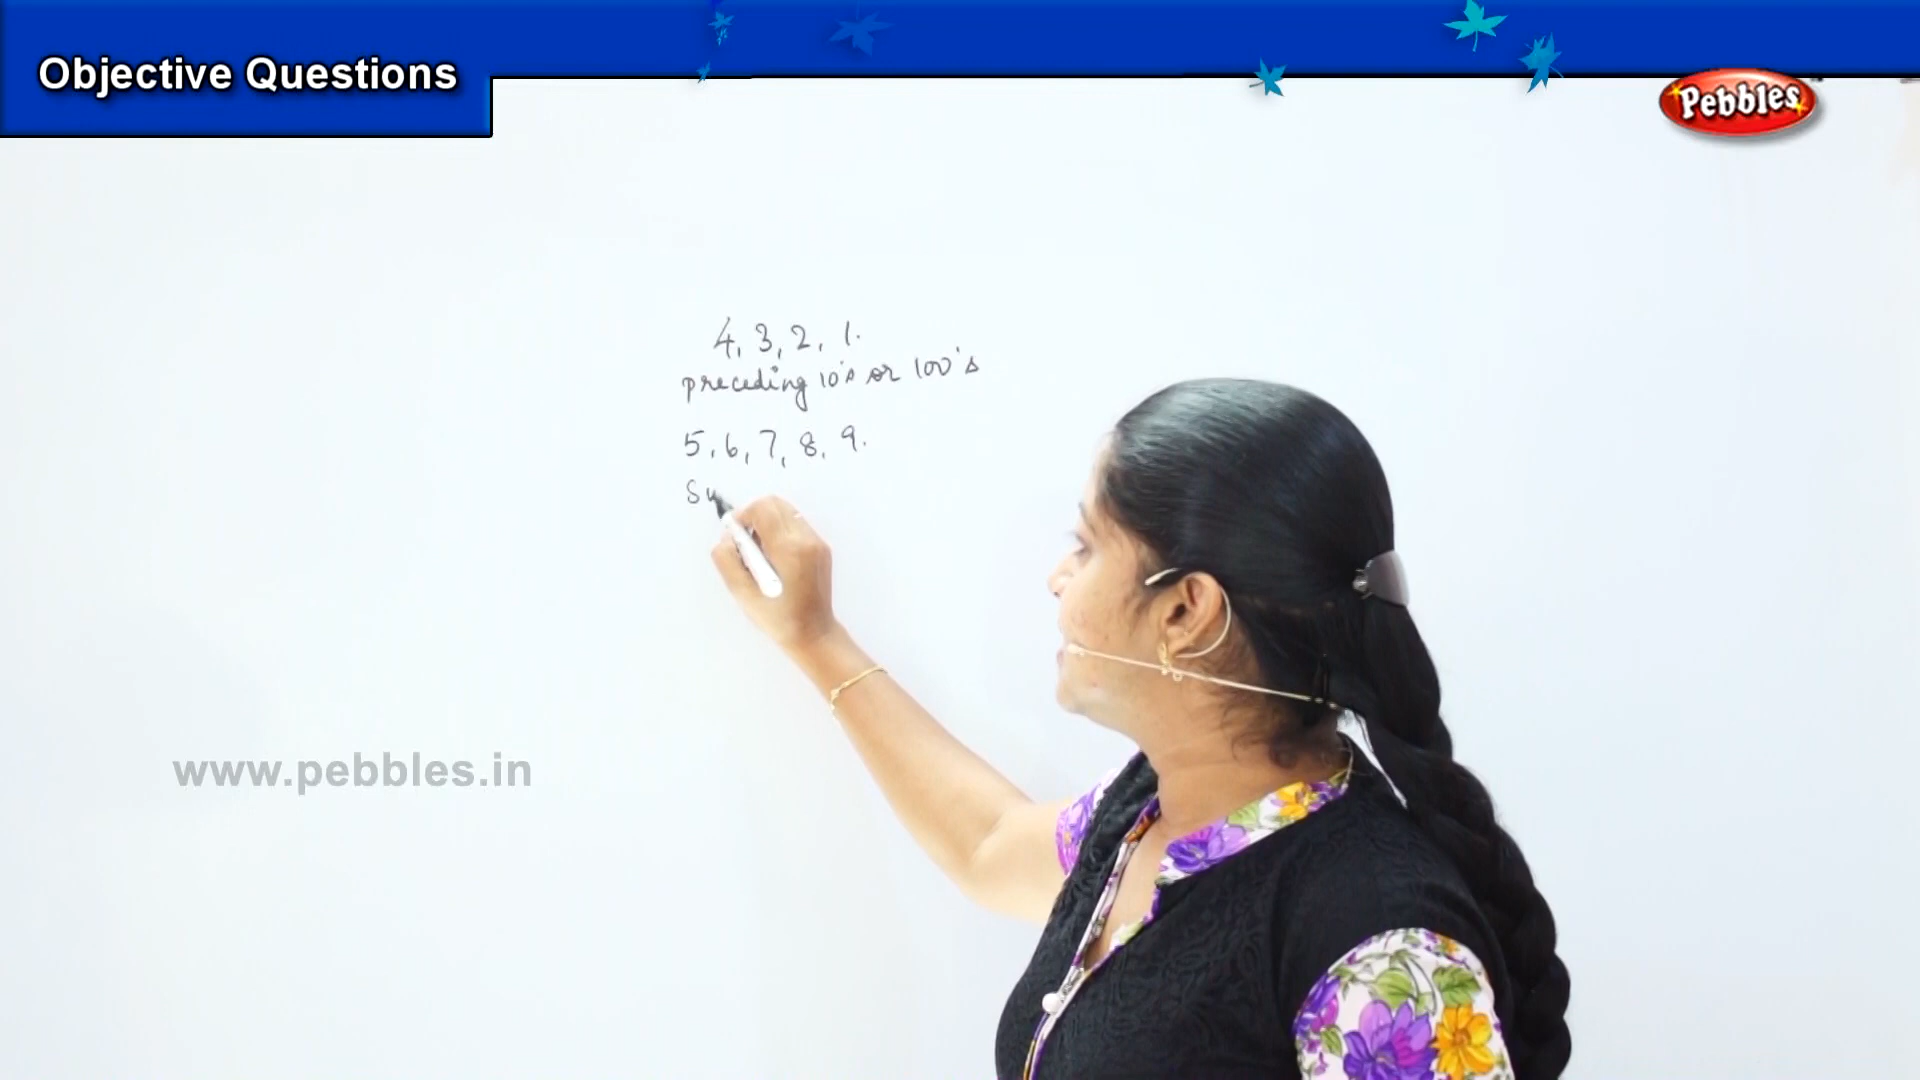 Objective Questions
Pebbles
4, 3, 2, 1.
preceding 10's or 100's
5, 6, 7, 8, 9.
Su
www.pebbles.in